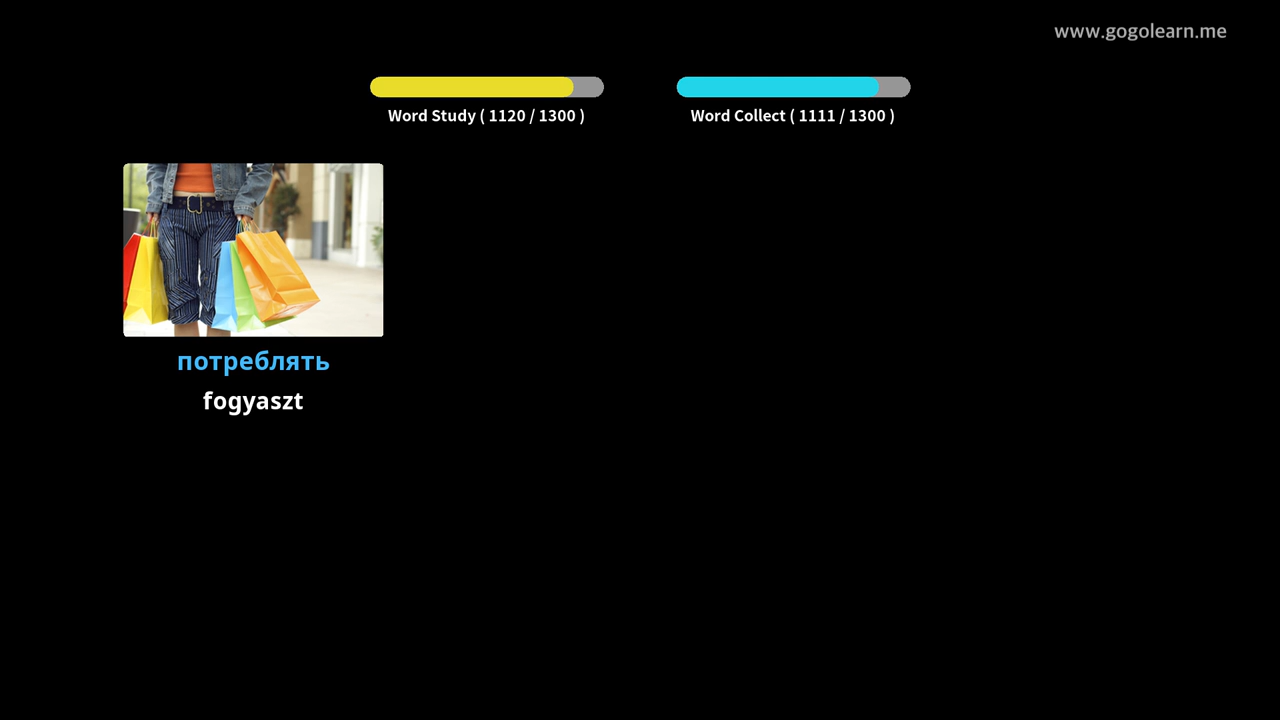 www.gogolearn.me
Word Study ( 1120 / 1300 )
Word Collect ( 1111 / 1300 )
потреблять
fogyaszt